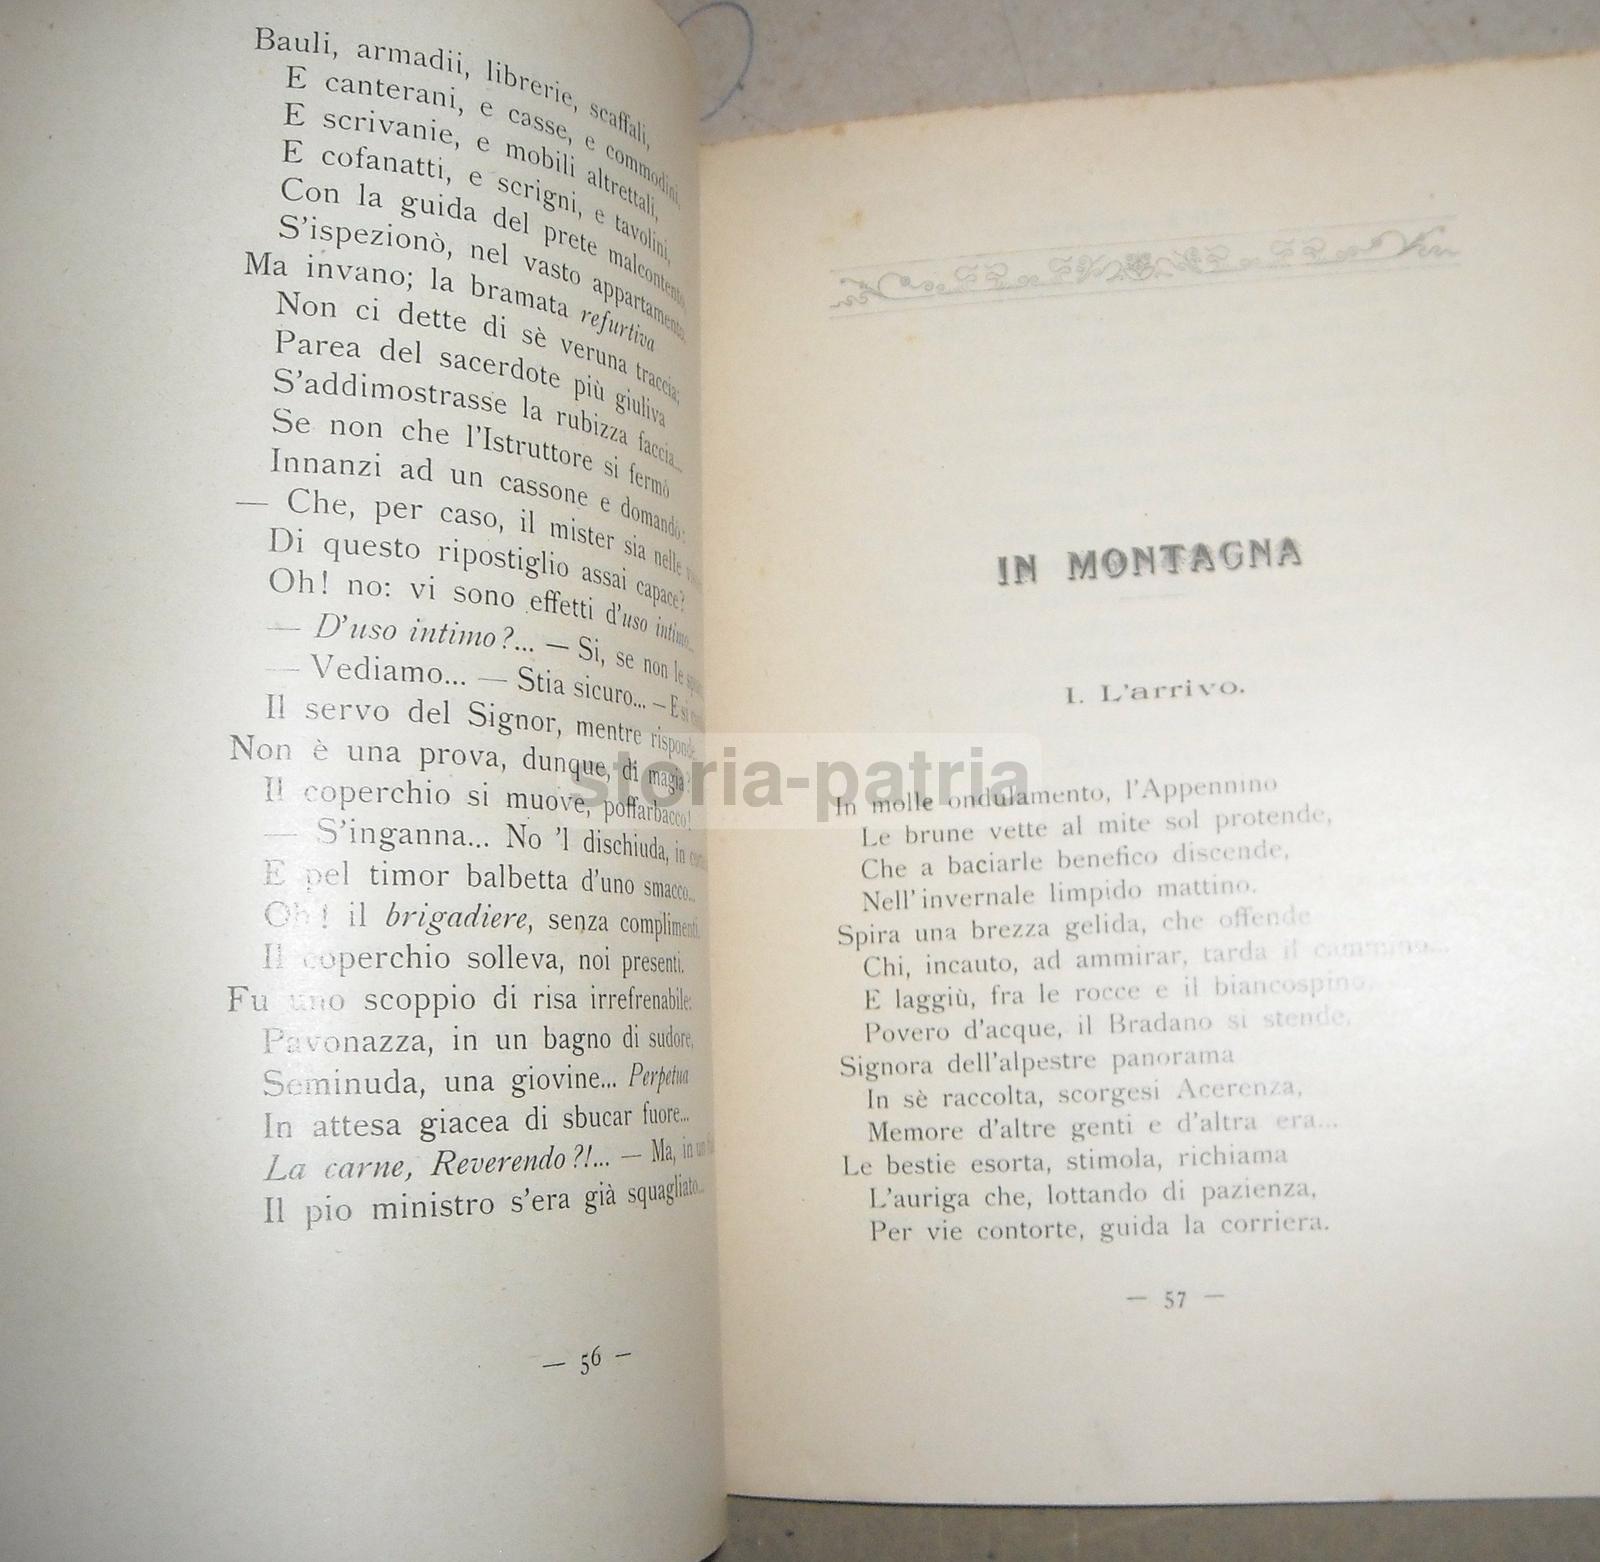 Bauli, armadii, librerie, scaffali,
E canterani, e casse, e commodini,
E scrivanie, e mobili altrettali,
E cofanatti, e scrigni, e tavolini,
Con la guida del prete malcontento,
S'ispezionò, nel vasto appartamento,
Ma invano; la bramata refurtiva
Non ci dette di sè veruna traccia;
Parea del sacerdote più giuliva
S'addimostrasse la rubizza faccia...
Se non che l'Istruttore si fermò
Innanzi ad un cassone e domandò:
— Che, per caso, il mister sia nelle
Di questo ripostiglio assai capace?
Oh! no: vi sono effetti d'uso intimo...
— D'uso intimo?... — Si, se non le
— Vediamo... — Stia sicuro... — E si
Il servo del Signor, mentre risponde,
Non è una prova, dunque, di magia?
Il coperchio si muove, poffarbacco!
— S'inganna... No 'l dischiuda, in
E pel timor balbetta d'uno smacco...
Oh! il brigadiere, senza complimenti,
Il coperchio solleva, noi presenti.
Fu uno scoppio di risa irrefrenabile:
Pavonazza, in un bagno di sudore,
Seminuda, una giovine... Perpetua
In attesa giacea di sbucar fuore...
La carne, Reverendo?!... — Ma, in un
Il pio ministro s'era già squagliato...
— 56 —
IN MONTAGNA
I. L'arrivo.
In molle ondulamento, l'Appennino
Le brune vette al mite sol protende,
Che a baciarle benefico discende,
Nell'invernale limpido mattino.
Spira una brezza gelida, che offende
Chi, incauto, ad ammirar, tarda il cammino...
E laggiù, fra le rocce e il biancospino,
Povero d'acque, il Bradano si stende,
Signora dell'alpestre panorama
In sè raccolta, scorgesi Acerenza,
Memore d'altre genti e d'altra era...
Le bestie esorta, stimola, richiama
L'auriga che, lottando di pazienza,
Per vie contorte, guida la corriera.
— 57 —
storia-patria